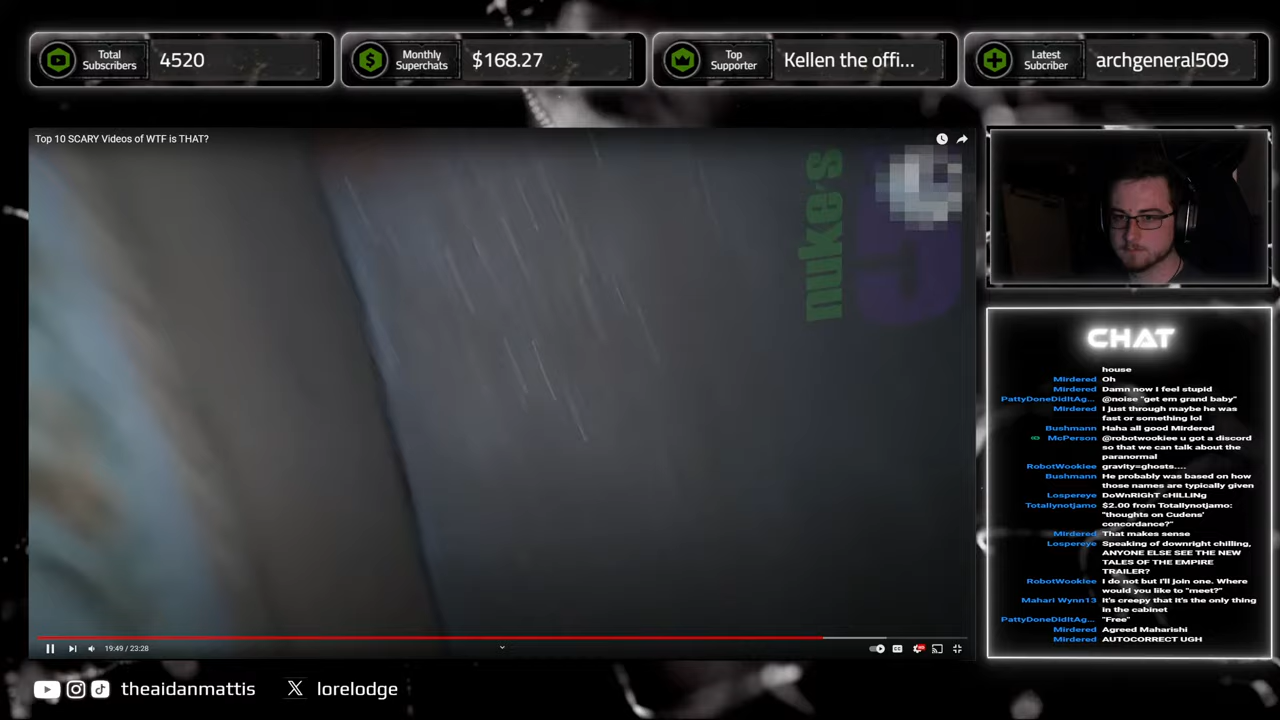 Total
Subscribers
4520
Monthly
Superchats
$168.27
Top
Supporter
Kellen the offi...
Latest
Subcriber
archgeneral509
Top 10 SCARY Videos of WTF is THAT?
nuke's
5
CHAT
house
Mirdered Oh
Mirdered Damn now I feel stupid
PattyDoneDidItAg... @noise "get em grand baby"
Mirdered I just through maybe he was
fast or something lol
Bushmann Haha all good Mirdered
McPerson @robotwookiee u got a discord
so that we can talk about the
paranormal
RobotWookiee gravity=ghosts....
Bushmann He probably was based on how
those names are typically given
Lospereye DoWnRiGhT cHiLLiNg
Totallynotjamo $2.00 from Totallynotjamo:
"thoughts on Cudens'
concordance?"
Mirdered That makes sense
Lospereye Speaking of downright chilling,
ANYONE ELSE SEE THE NEW
TALES OF THE EMPIRE
TRAILER?
RobotWookiee I do not but I'll join one. Where
would you like to "meet?"
Mahari Wynn13 It's creepy that it's the only thing
in the cabinet
PattyDoneDidItAg... "Free"
Mirdered Agreed Maharishi
Mirdered AUTOCORRECT UGH
19:49 / 23:28
theaidanmattis
lorelodge